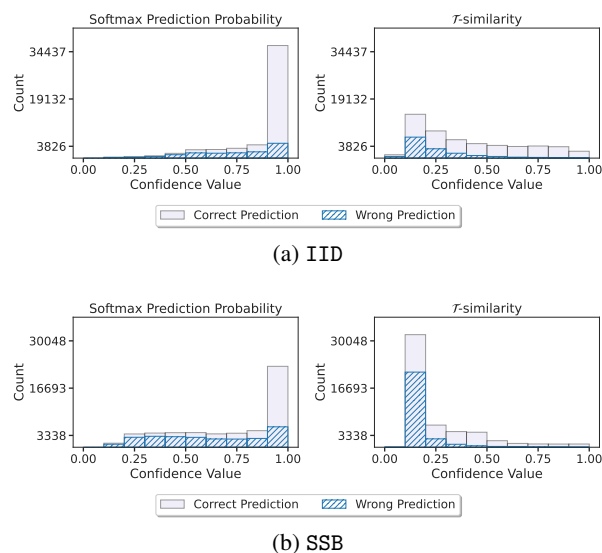 Softmax Prediction Probability
34437
19132
3826
Count
0.00 0.25 0.50 0.75 1.00
Confidence Value
𝒯-similarity
34437
19132
3826
Count
0.00 0.25 0.50 0.75 1.00
Confidence Value
Correct Prediction Wrong Prediction
(a) IID
Softmax Prediction Probability
30048
16693
3338
Count
0.00 0.25 0.50 0.75 1.00
Confidence Value
𝒯-similarity
30048
16693
3338
Count
0.00 0.25 0.50 0.75 1.00
Confidence Value
Correct Prediction Wrong Prediction
(b) SSB